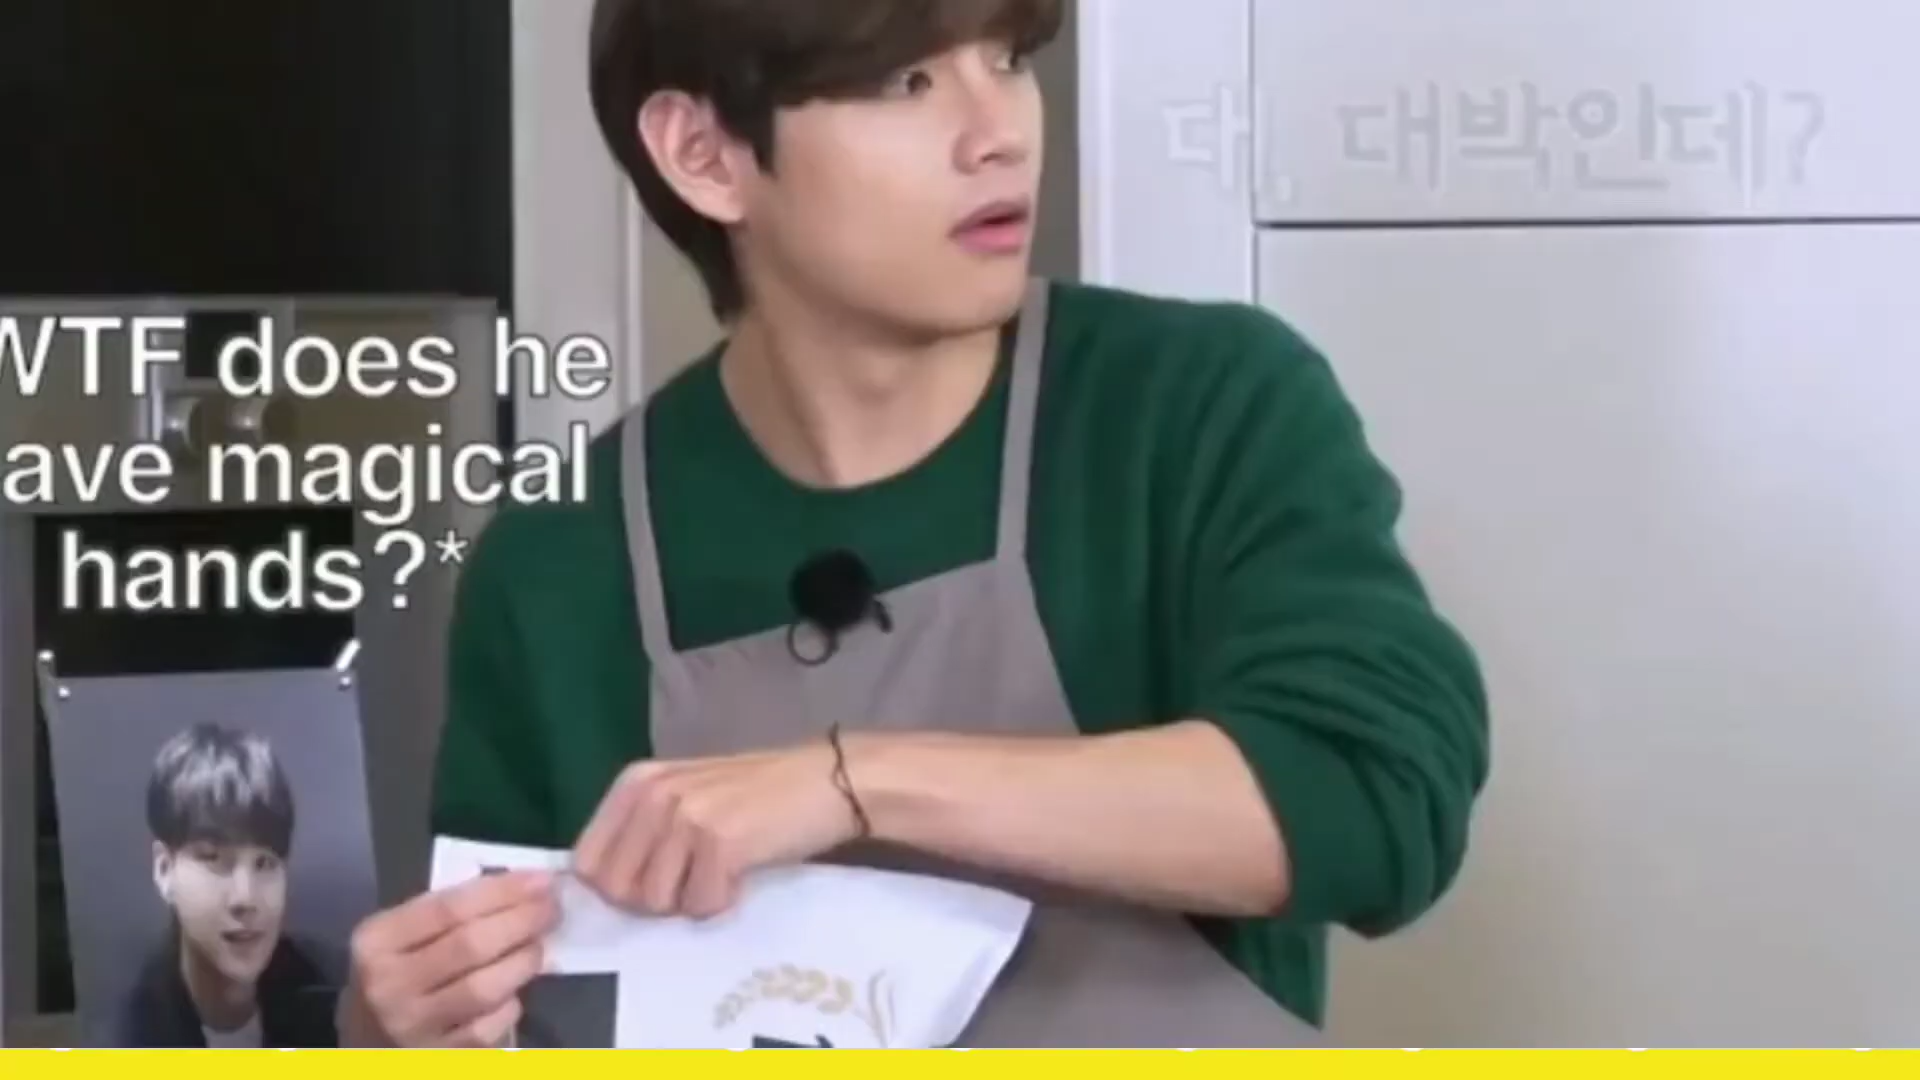 대, 대박인데?
WTF does he
ave magical
hands?*